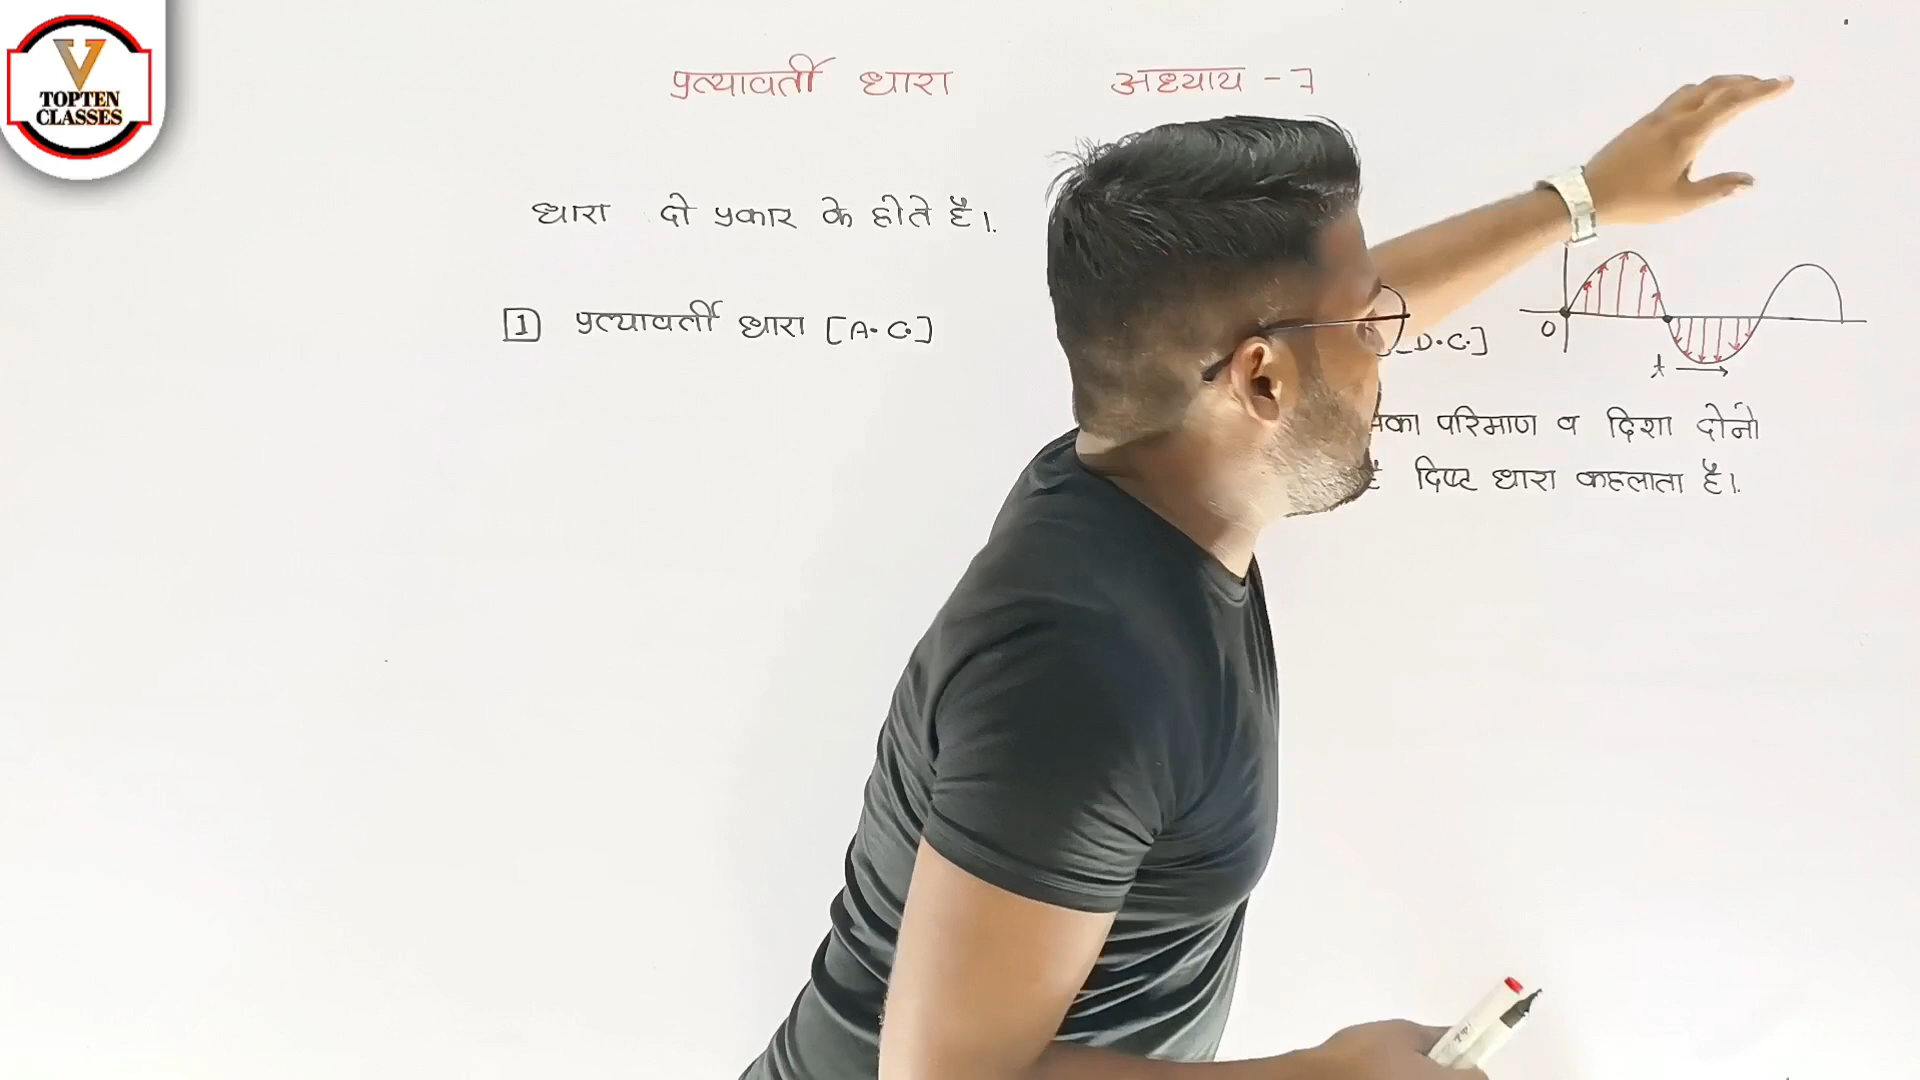 V
TOPTEN
CLASSES
प्रत्यावर्ती धारा अध्याय - 7
धारा दो प्रकार के होते है।
1 प्रत्यावर्ती धारा [A.C.]
D.C.]
0
t
परिमाण व दिशा दोनो
दिष्ट धारा कहलाता है।